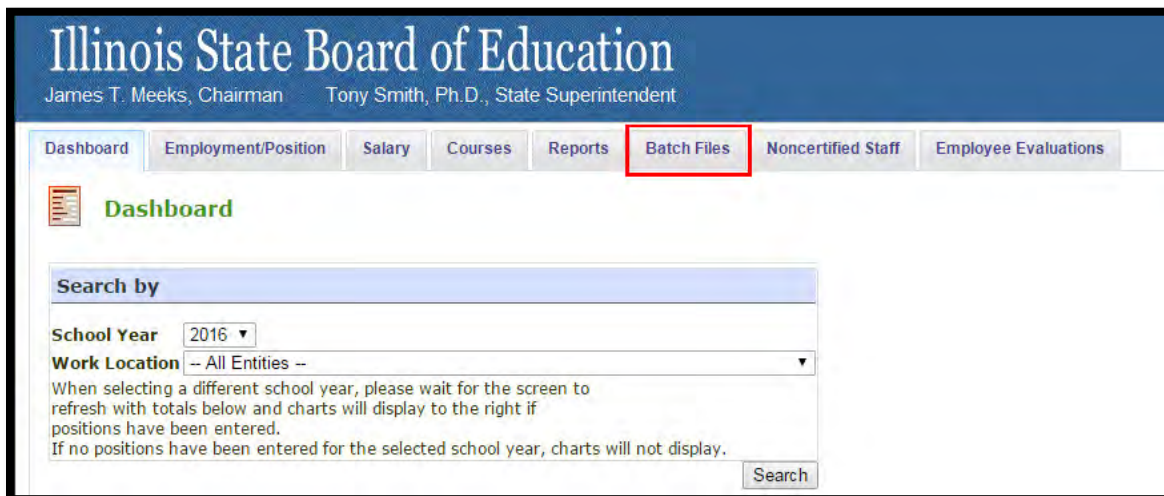 Illinois State Board of Education
James T. Meeks, Chairman Tony Smith, Ph.D., State Superintendent
Dashboard Employment/Position Salary Courses Reports Batch Files Noncertified Staff Employee Evaluations
Dashboard
Search by
School Year 2016
Work Location -- All Entities --
When selecting a different school year, please wait for the screen to
refresh with totals below and charts will display to the right if
positions have been entered.
If no positions have been entered for the selected school year, charts will not display.
Search